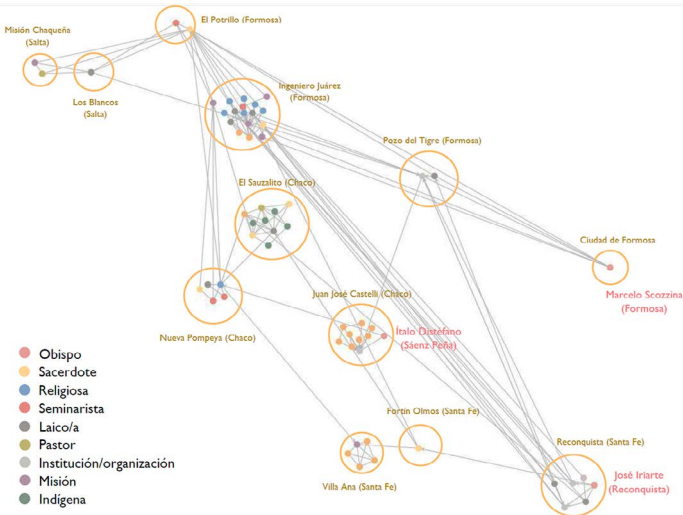 El Potrillo (Formosa)
Misión Chaqueña
(Salta)
Los Blancos
(Salta)
Ingeniero Juárez
(Formosa)
Pozo del Tigre (Formosa)
El Sauzalito (Chaco)
Ciudad de Formosa
Marcelo Scozzina
(Formosa)
Juan José Castelli (Chaco)
Ítalo Distéfano
(Sáenz Peña)
Nueva Pompeya (Chaco)
Obispo
Sacerdote
Religiosa
Seminarista
Laico/a
Pastor
Institución/organización
Misión
Indígena
Fortín Olmos (Santa Fe)
Villa Ana (Santa Fe)
Reconquista (Santa Fe)
José Iriarte
(Reconquista)